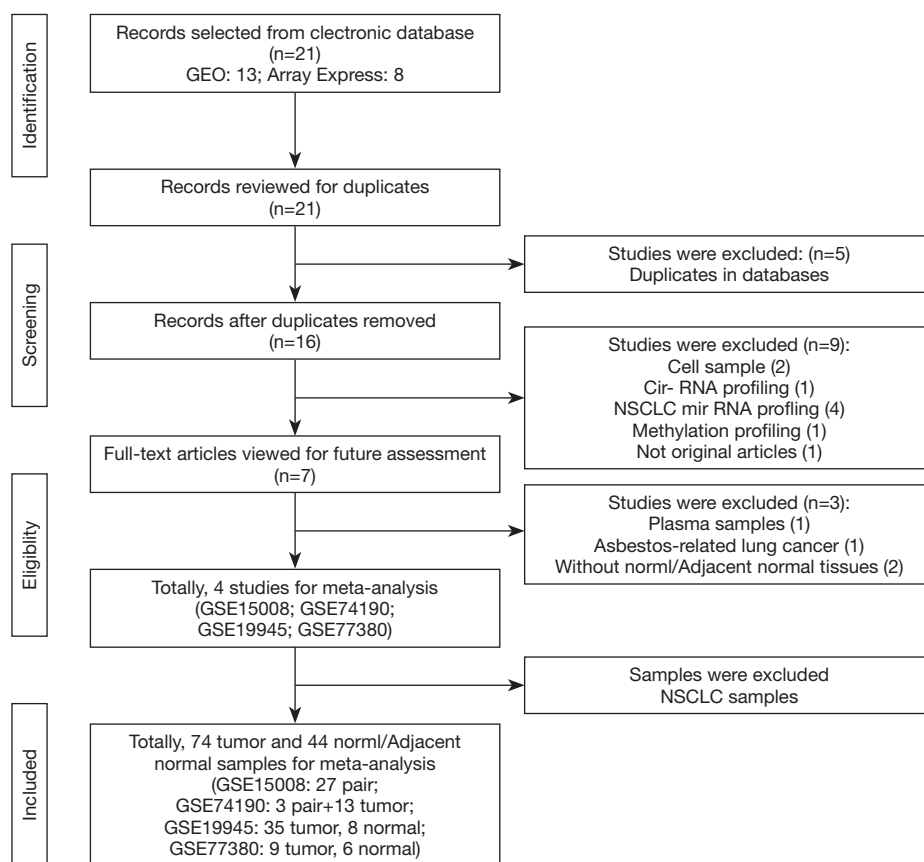 Identification
Records selected from clectronic database
(n=21)
GEO: 13; Array Express: 8
Records reviewed for duplicates
(n=21)
Screening
Studies were excluded: (n=5)
Duplicates in databases
Records after duplicates removed
(n=16)
Studies were excluded (n=9):
Cell sample (2)
Cir- RNA profiling (1)
NSCLC mir RNA profling (4)
Methylation profiling (1)
Not original articles (1)
Eligiblity
Full-text articles viewed for future assessment
(n=7)
Studies were excluded (n=3):
Plasma samples (1)
Asbestos-related lung cancer (1)
Without norml/Adjacent normal tissues (2)
Totally, 4 studies for meta-analysis
(GSE15008; GSE74190;
GSE19945; GSE77380)
Samples were excluded
NSCLC samples
Included
Totally, 74 tumor and 44 norml/Adjacent
normal samples for meta-analysis
(GSE15008: 27 pair;
GSE74190: 3 pair+13 tumor;
GSE19945: 35 tumor, 8 normal;
GSE77380: 9 tumor, 6 normal)